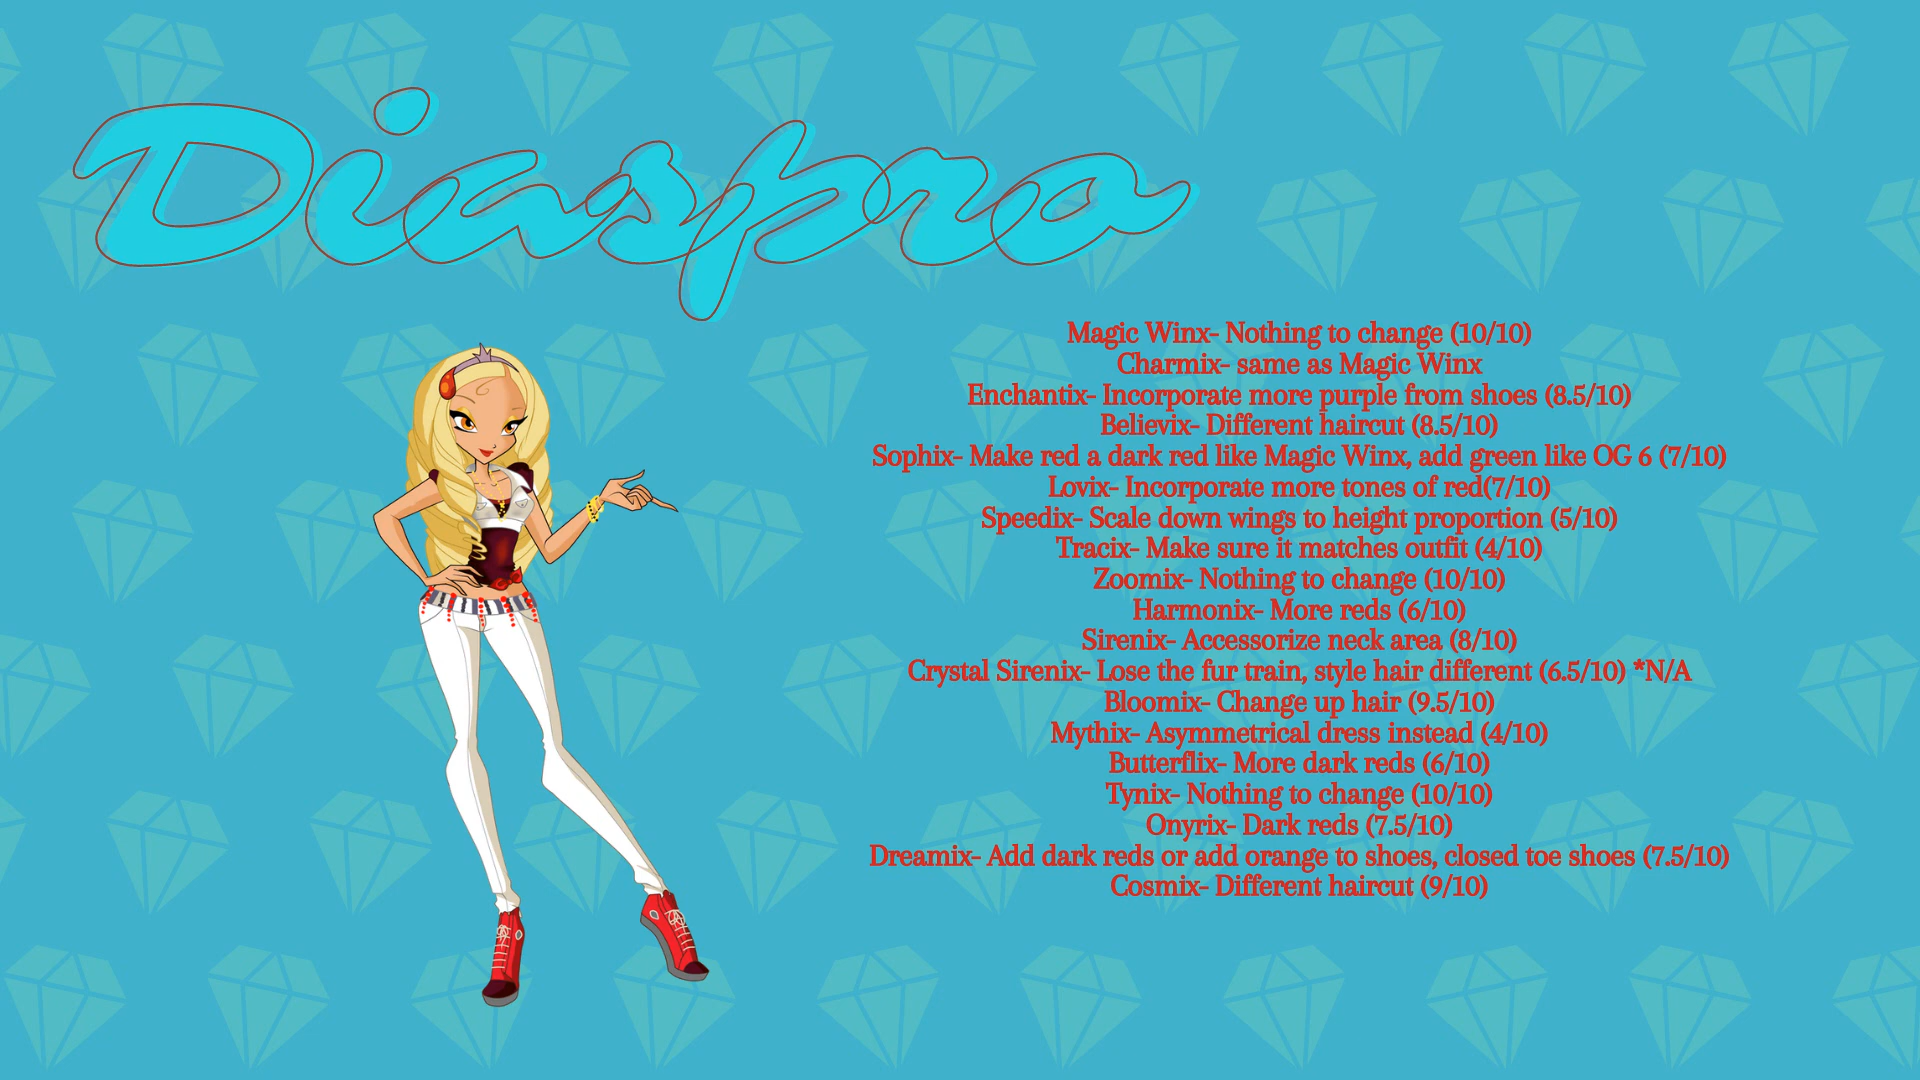 Diaspro
Magic Winx- Nothing to change (10/10)
Charmix- same as Magic Winx
Enchantix- Incorporate more purple from shoes (8.5/10)
Believix- Different haircut (8.5/10)
Sophix- Make red a dark red like Magic Winx, add green like OG 6 (7/10)
Lovix- Incorporate more tones of red(7/10)
Speedix- Scale down wings to height proportion (5/10)
Tracix- Make sure it matches outfit (4/10)
Zoomix- Nothing to change (10/10)
Harmonix- More reds (6/10)
Sirenix- Accessorize neck area (8/10)
Crystal Sirenix- Lose the fur train, style hair different (6.5/10) *N/A
Bloomix- Change up hair (9.5/10)
Mythix- Asymmetrical dress instead (4/10)
Butterflix- More dark reds (6/10)
Tynix- Nothing to change (10/10)
Onyrix- Dark reds (7.5/10)
Dreamix- Add dark reds or add orange to shoes, closed toe shoes (7.5/10)
Cosmix- Different haircut (9/10)